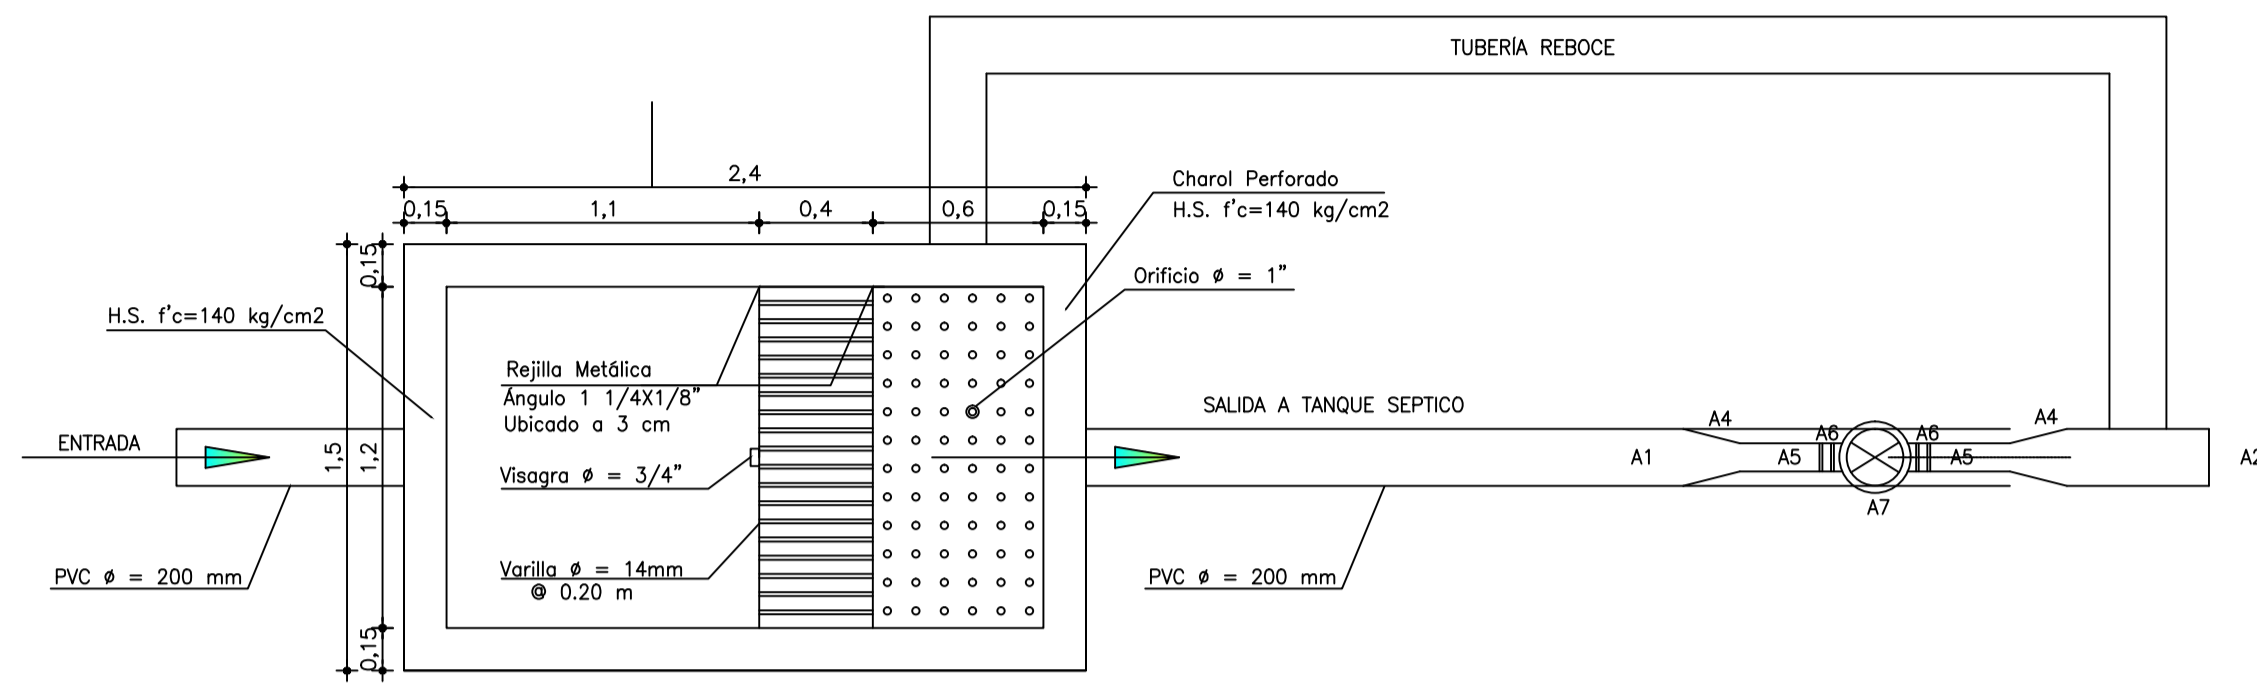 TUBERÍA REBOCE
2,4
0,15
1,1
0,4
0,6
0,15
Charol Perforado
H.S. f'c=140 kg/cm2
Orificio ø = 1"
0,15
1,5
1,2
0,15
H.S. f'c=140 kg/cm2
Rejilla Metálica
Ángulo 1 1/4X1/8"
Ubicado a 3 cm
Visagra ø = 3/4"
Varilla ø = 14mm
@ 0.20 m
ENTRADA
PVC ø = 200 mm
SALIDA A TANQUE SEPTICO
PVC ø = 200 mm
A1
A4
A5
A6
A7
A6
A5
A4
A2